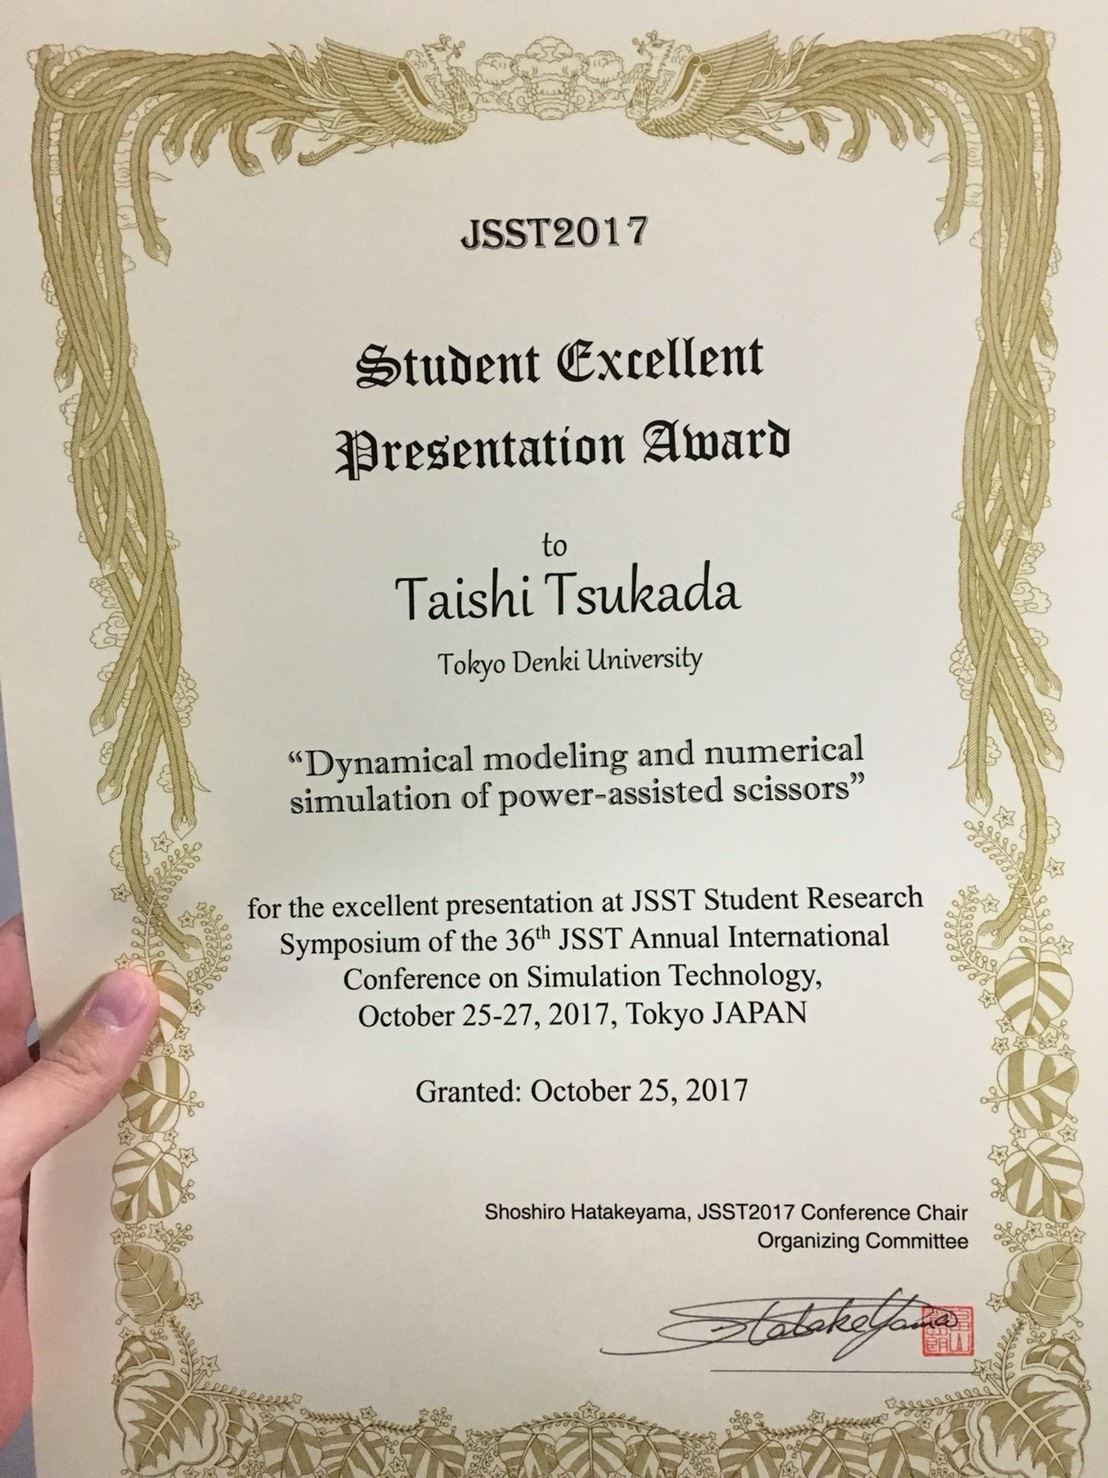 JSST2017
Student Excellent
Presentation Award
to
Taishi Tsukada
Tokyo Denki University
“Dynamical modeling and numerical
simulation of power-assisted scissors”
for the excellent presentation at JSST Student Research
Symposium of the 36th JSST Annual International
Conference on Simulation Technology,
October 25-27, 2017, Tokyo JAPAN
Granted: October 25, 2017
Shoshiro Hatakeyama, JSST2017 Conference Chair
Organizing Committee
Hatakeyama